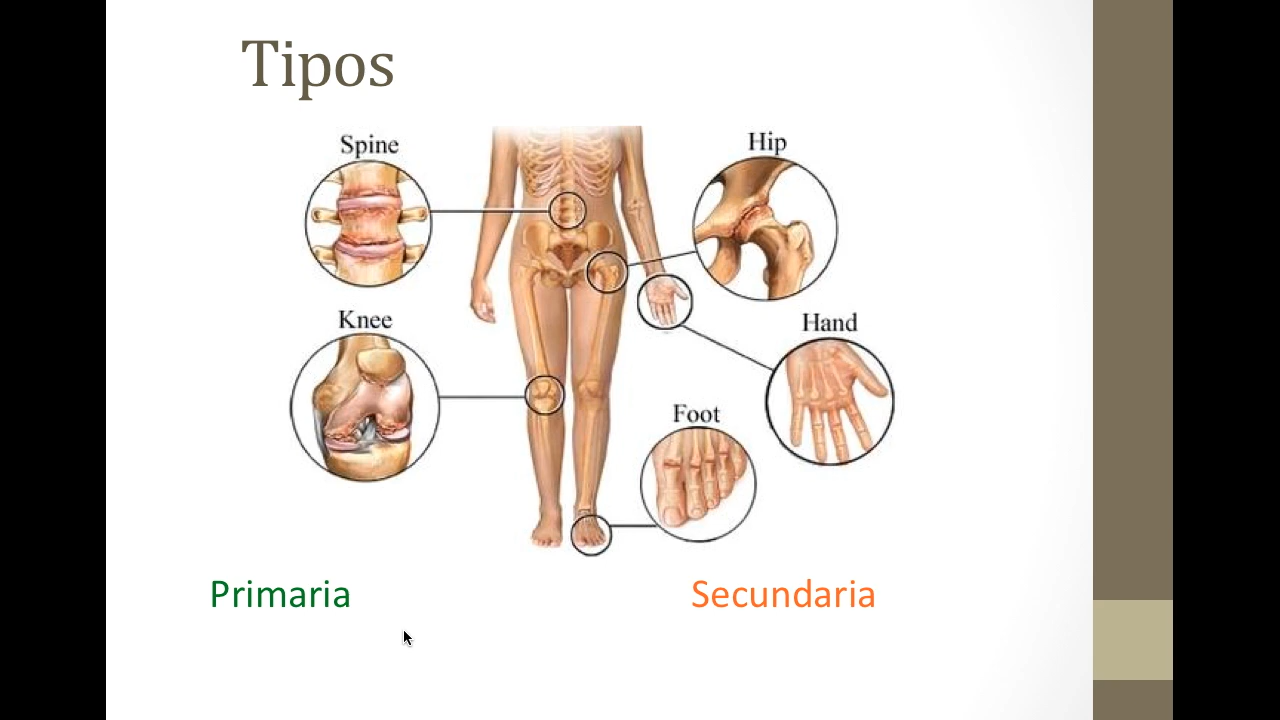 Tipos
Spine
Hip
Knee
Hand
Foot
Primaria
Secundaria